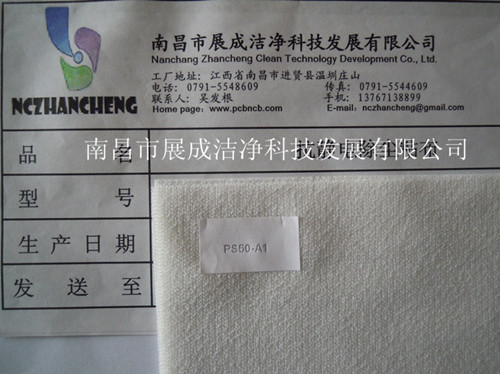 南昌市展成洁净科技发展有限公司
Nanchang Zhancheng Clean Technology Development Co., Ltd.
工厂地址: 江西省南昌市进贤县温圳庄山
电话: 0791-5548600 传真: 0791-5544609
联系人: 吴发根 手机: 13767138899
Home page: www.pcbncb.com E-mail: nczhancheng@gmail.com
NCZHANCHENG
品 名
南昌市展成洁净科技发展有限公司
型 号
生产日期
发 送 至
PS50-A1